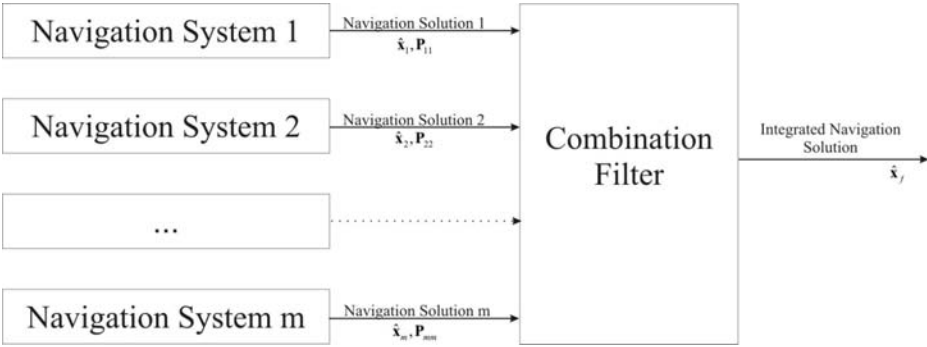 Navigation System 1
Navigation Solution 1
x̂₁, P₁₁
Navigation System 2
Navigation Solution 2
x̂₂, P₂₂
...
Navigation System m
Navigation Solution m
x̂ₘ, Pₘₘ
Combination
Filter
Integrated Navigation
Solution
x̂_f